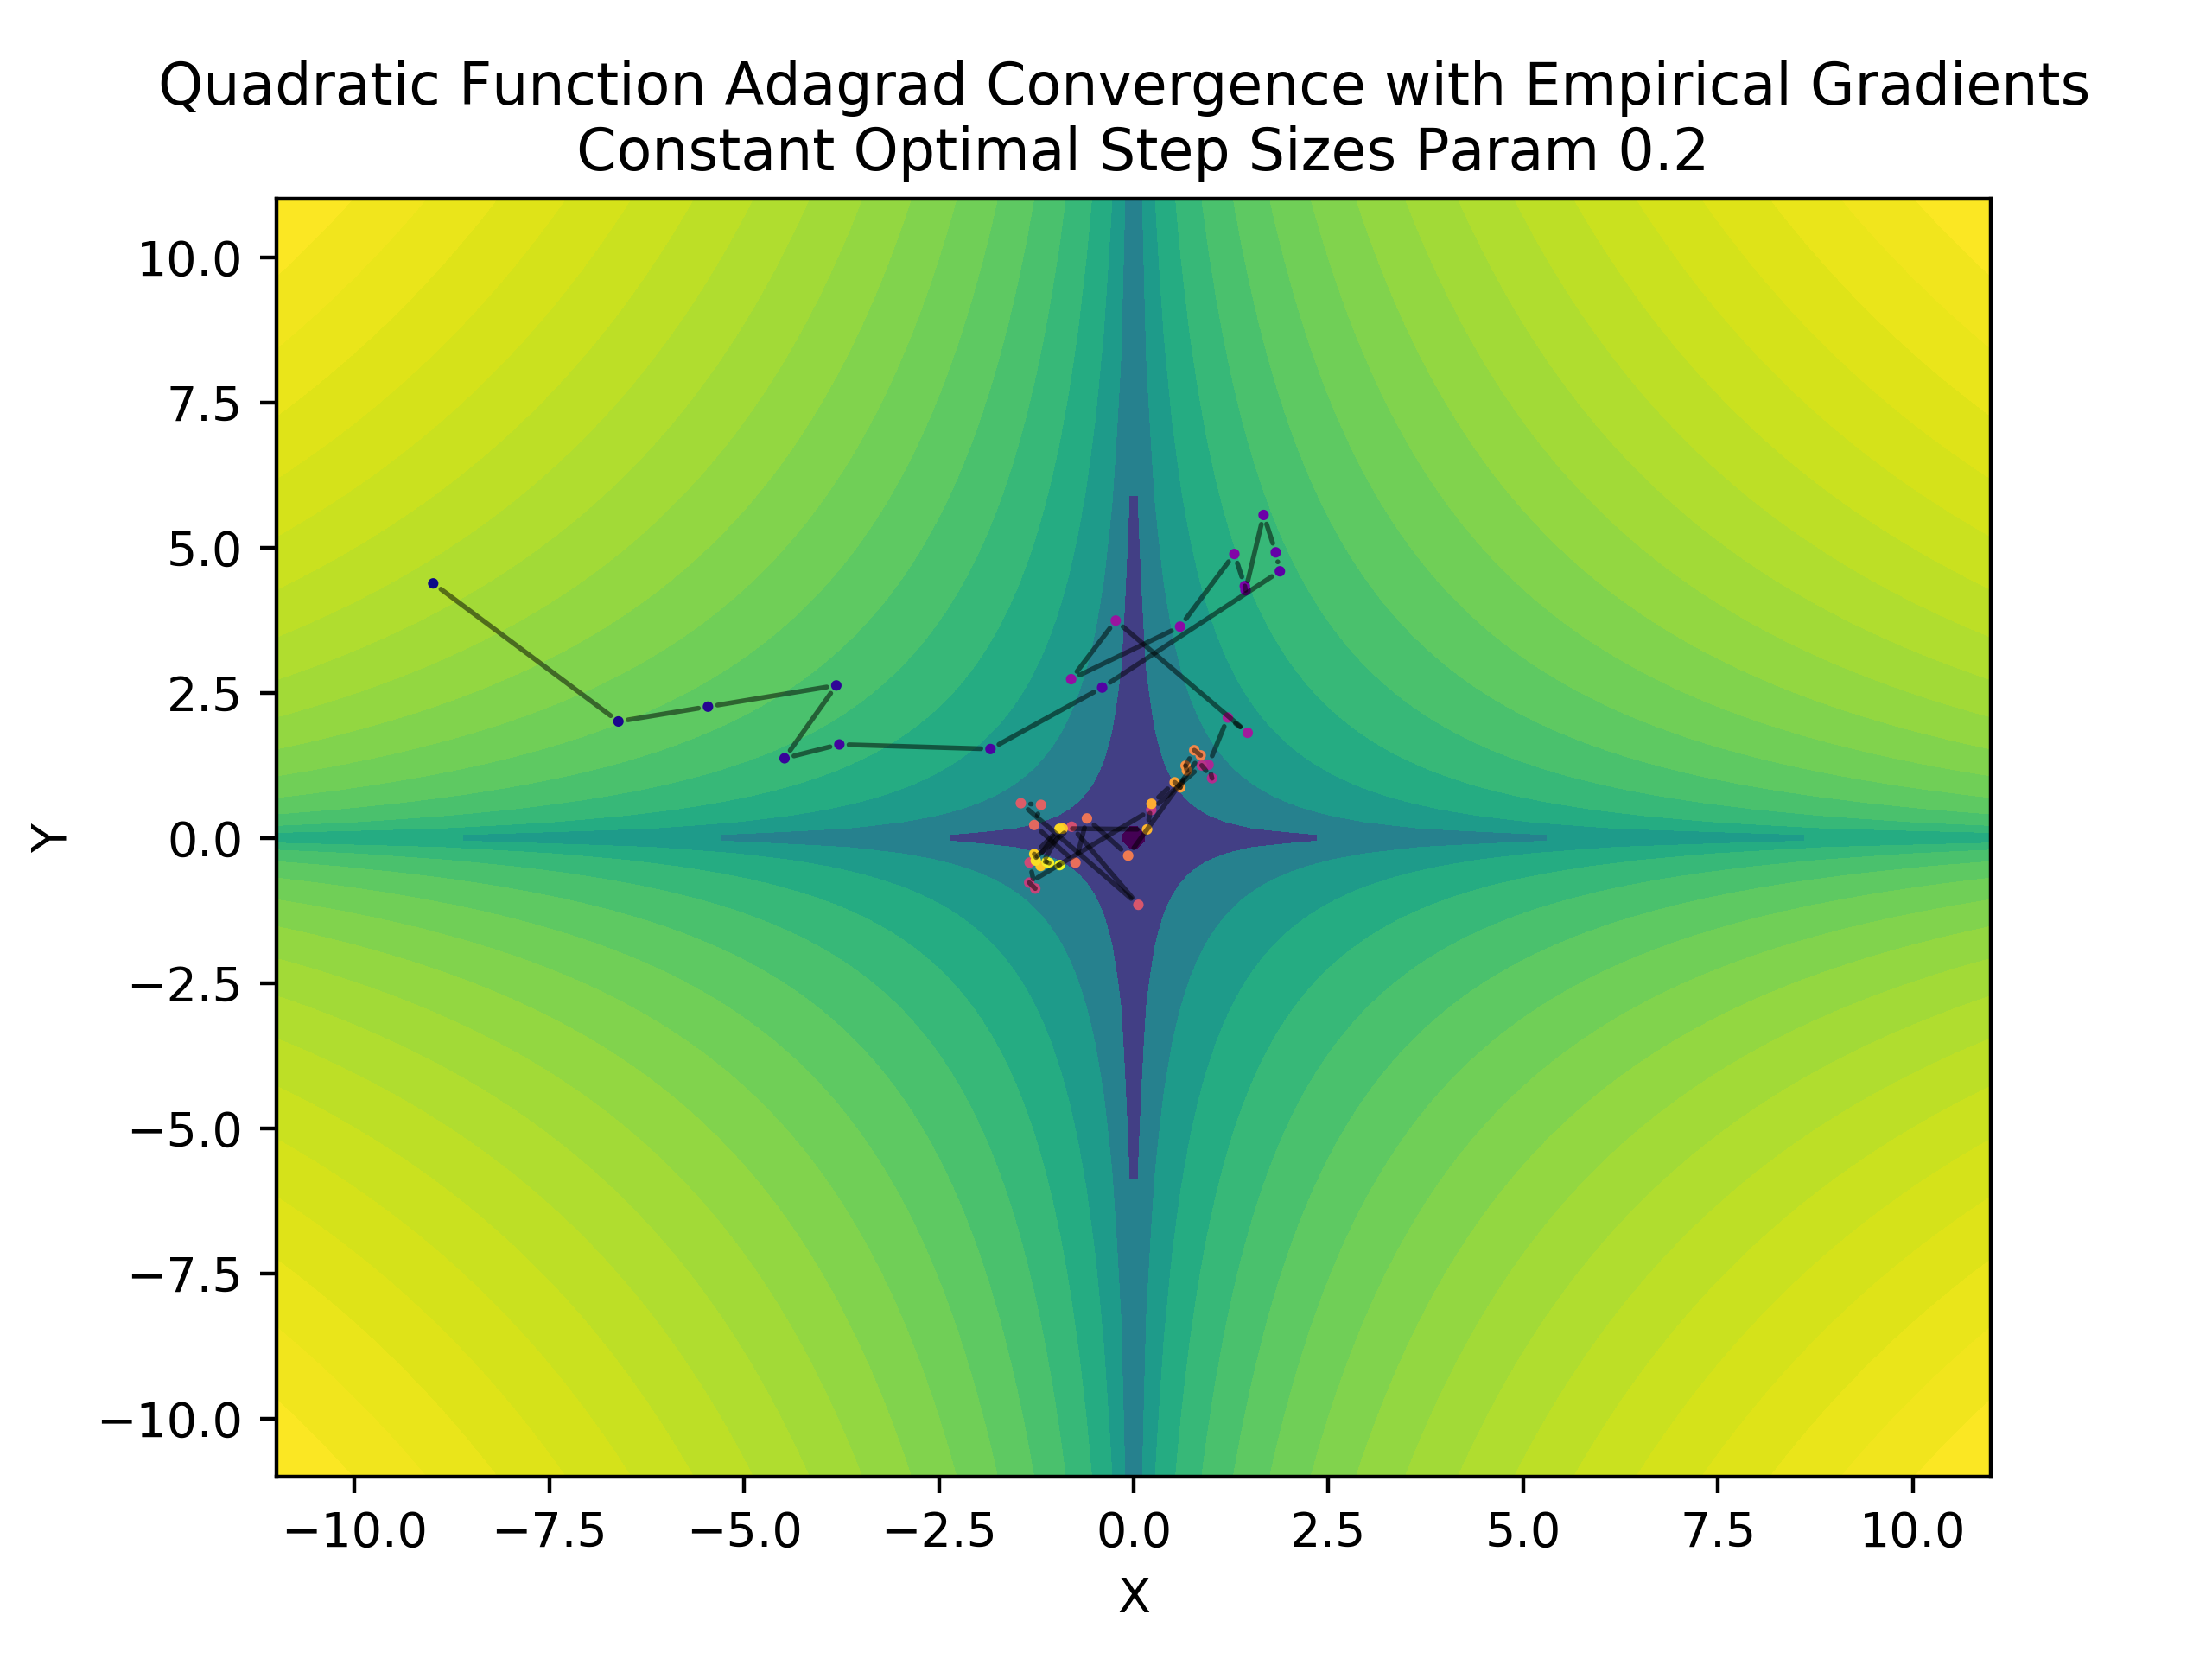 Quadratic Function Adagrad Convergence with Empirical Gradients
Constant Optimal Step Sizes Param 0.2
10.0
7.5
5.0
2.5
0.0
−2.5
−5.0
−7.5
−10.0
Y
−10.0 −7.5 −5.0 −2.5 0.0 2.5 5.0 7.5 10.0
X